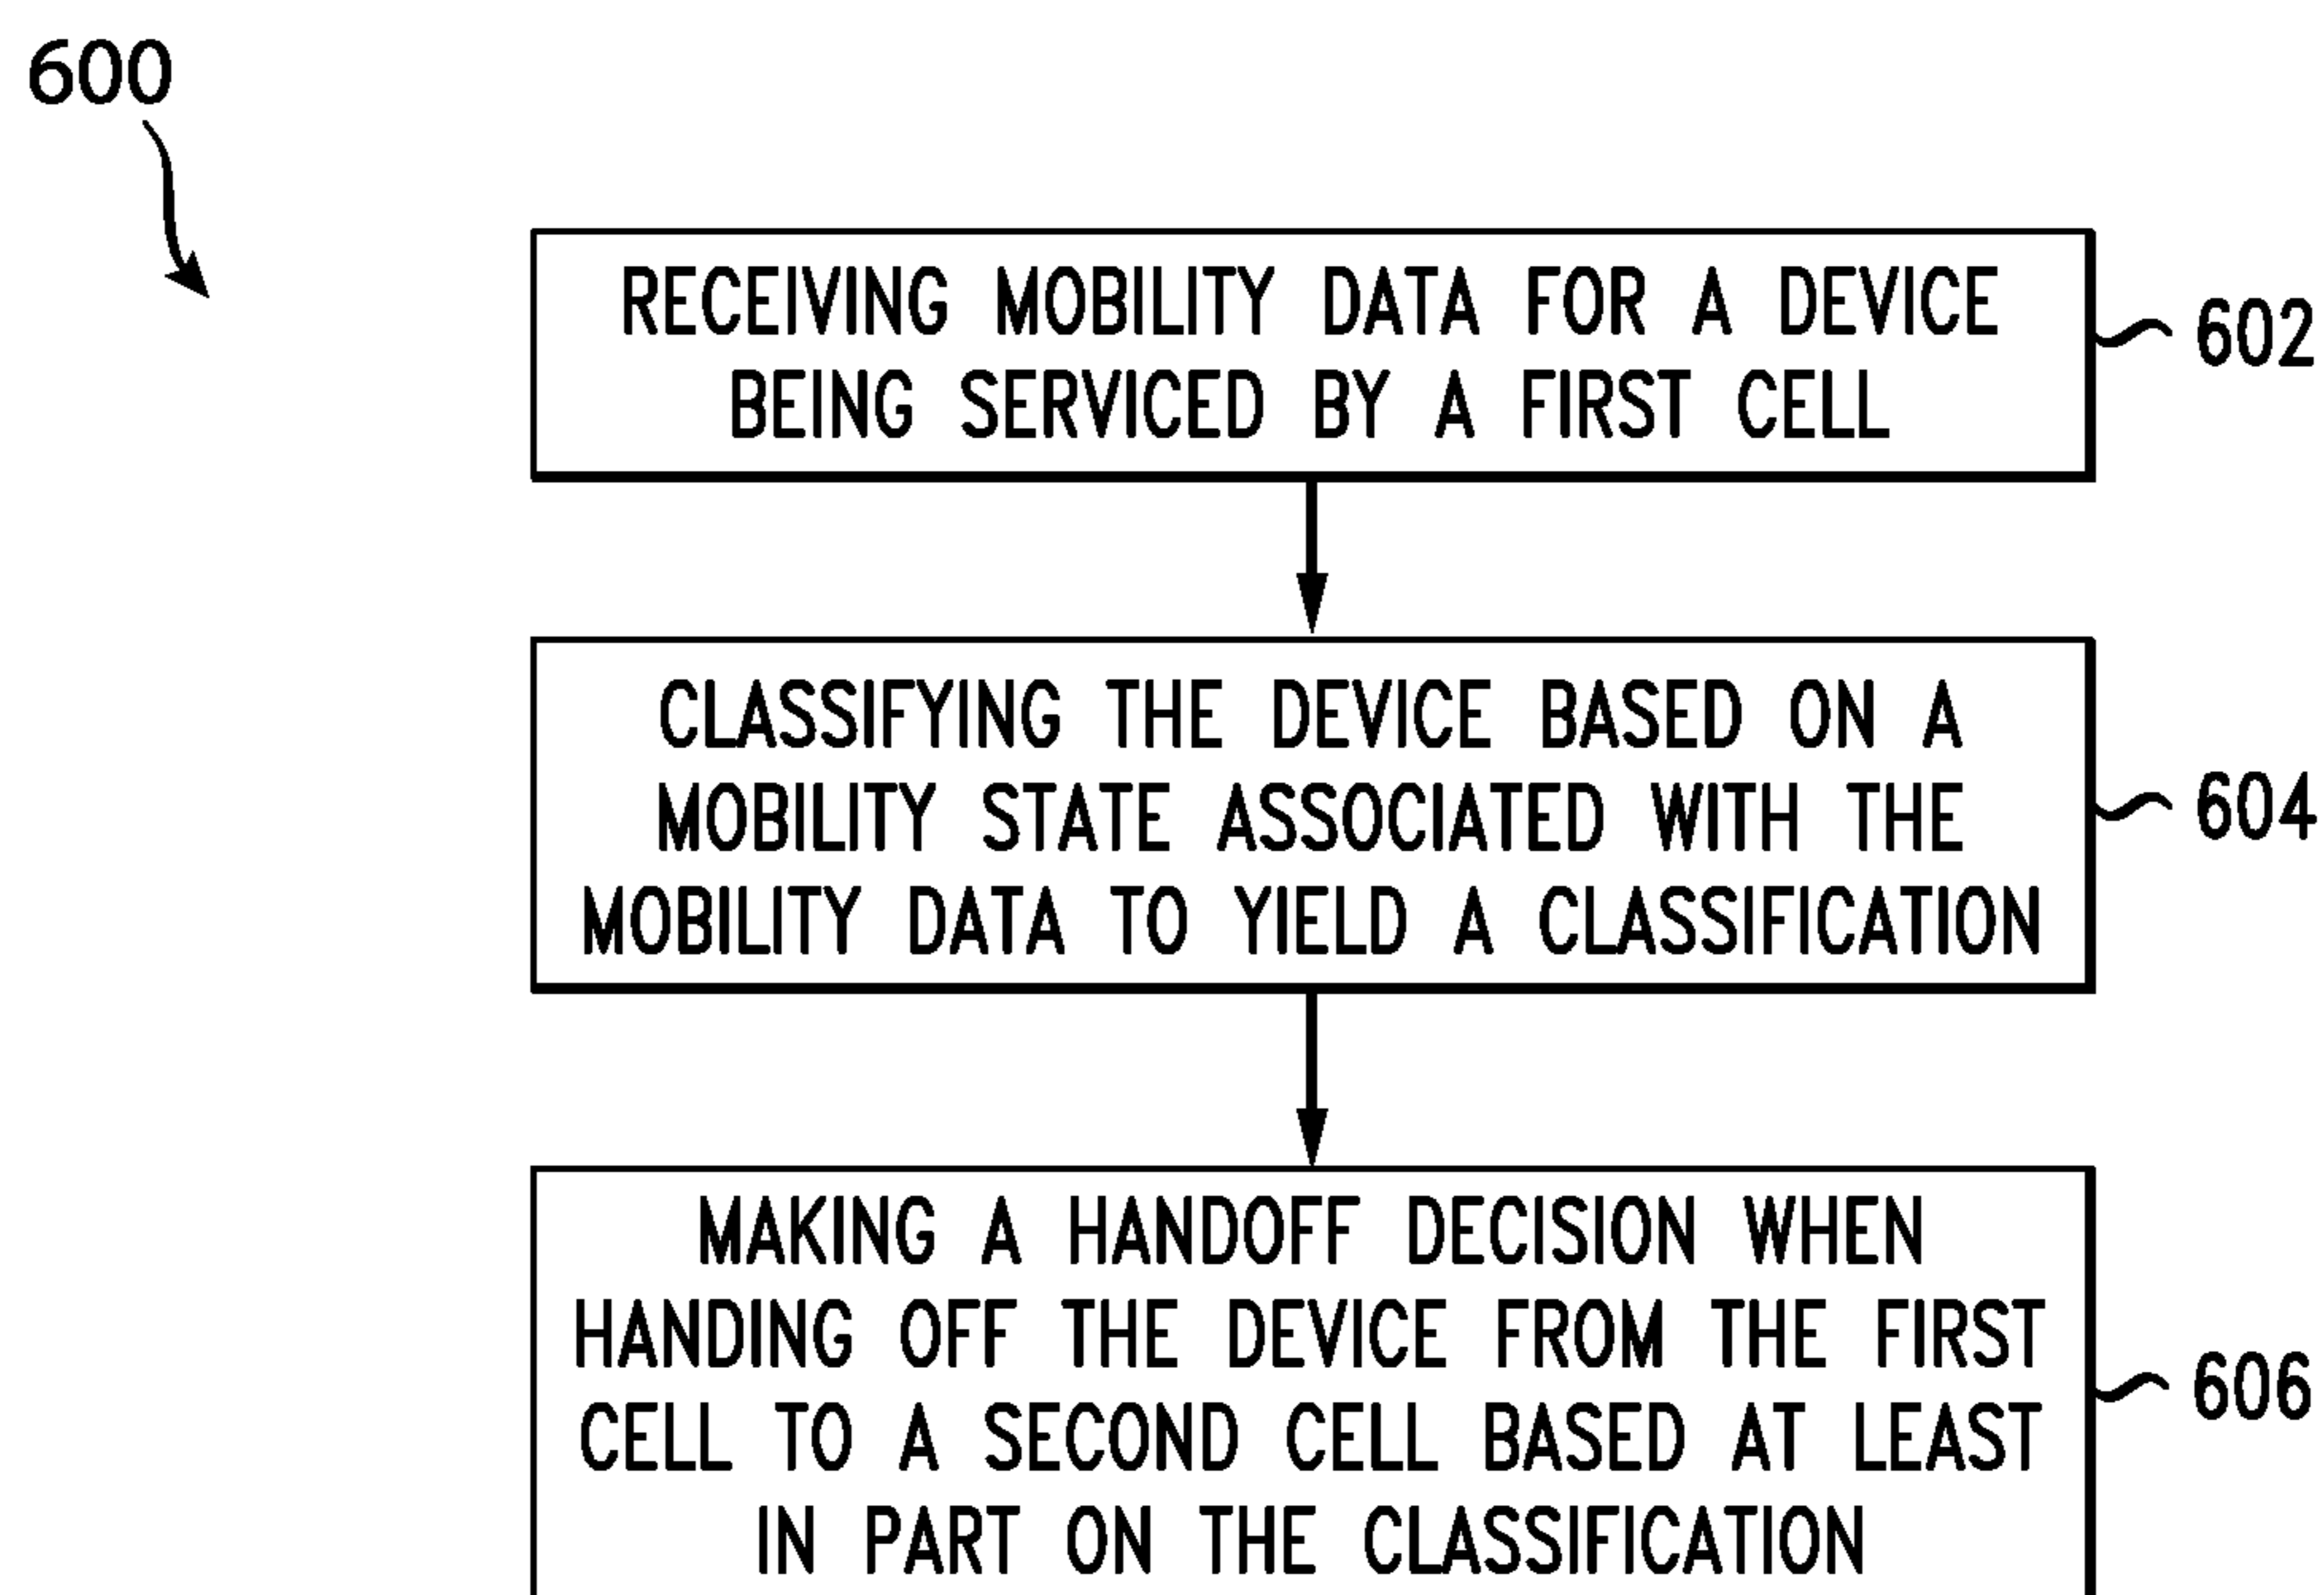 600
RECEIVING MOBILITY DATA FOR A DEVICE
BEING SERVICED BY A FIRST CELL
602
CLASSIFYING THE DEVICE BASED ON A
MOBILITY STATE ASSOCIATED WITH THE
MOBILITY DATA TO YIELD A CLASSIFICATION
604
MAKING A HANDOFF DECISION WHEN
HANDING OFF THE DEVICE FROM THE FIRST
CELL TO A SECOND CELL BASED AT LEAST
IN PART ON THE CLASSIFICATION
606